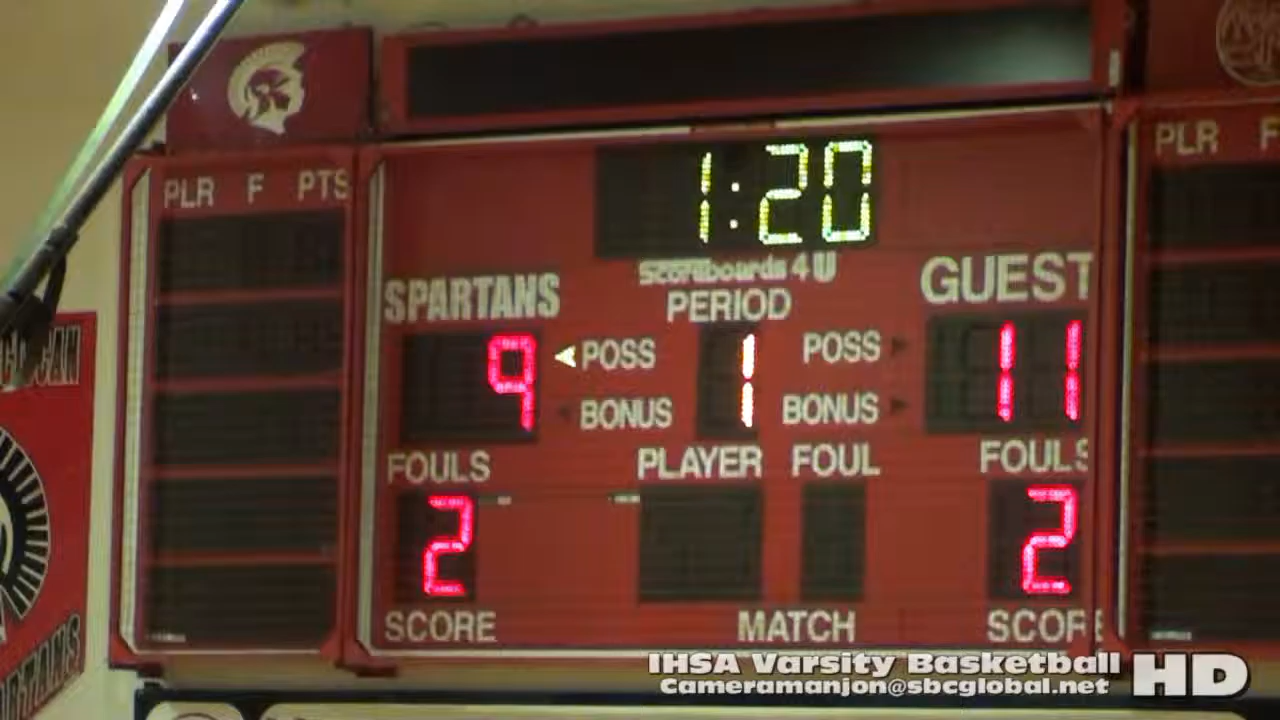 PLR F PTS
1:20
PLR F
Scoreboards 4 U
SPARTANS PERIOD GUEST
9 POSS 1 POSS 11
BONUS BONUS
FOULS PLAYER FOUL FOULS
2 2
SCORE MATCH SCOR
IHSA Varsity Basketball
Cameramanjon@sbcglobal.net
HD